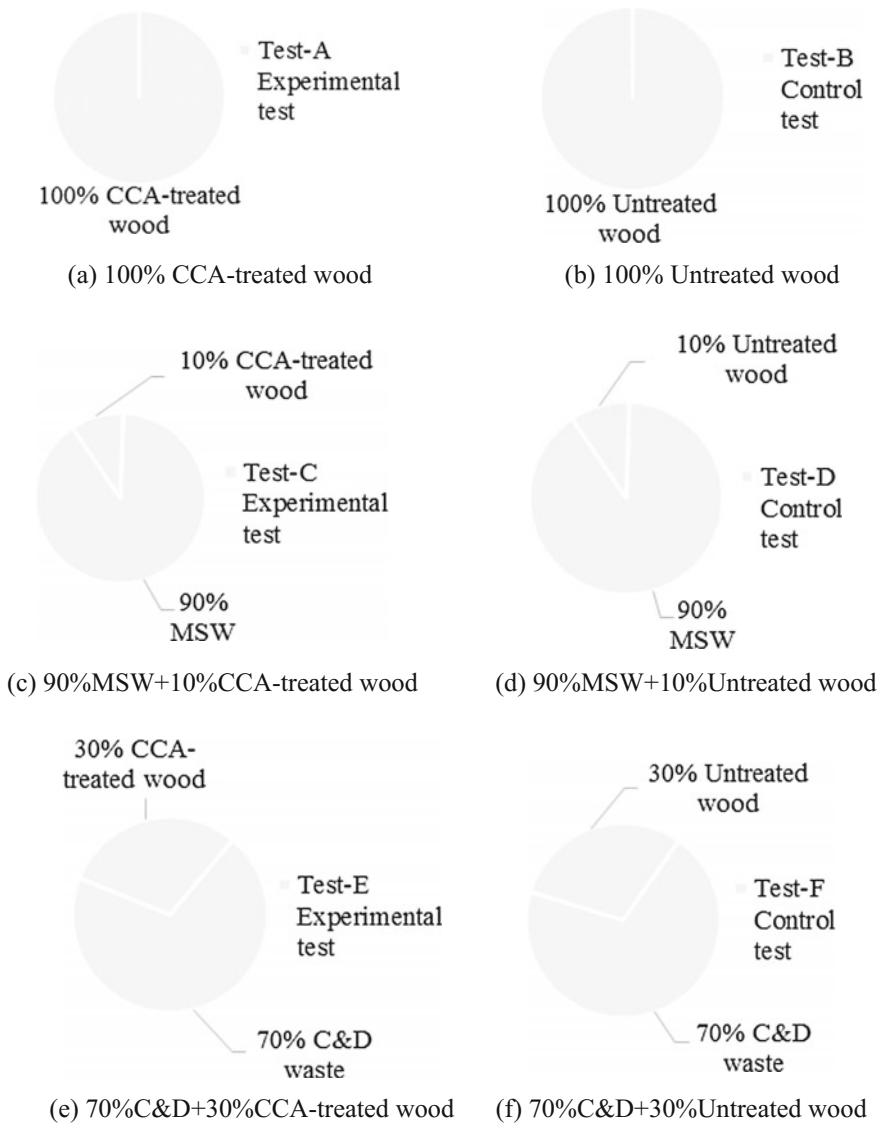 Test-A
Experimental
test
100% CCA-treated
wood
(a) 100% CCA-treated wood
Test-B
Control
test
100% Untreated
wood
(b) 100% Untreated wood
10% CCA-treated
wood
Test-C
Experimental
test
90%
MSW
(c) 90%MSW+10%CCA-treated wood
10% Untreated
wood
Test-D
Control
test
90%
MSW
(d) 90%MSW+10%Untreated wood
30% CCA-
treated wood
Test-E
Experimental
test
70% C&D
waste
(e) 70%C&D+30%CCA-treated wood
30% Untreated
wood
Test-F
Control
test
70% C&D
waste
(f) 70%C&D+30%Untreated wood